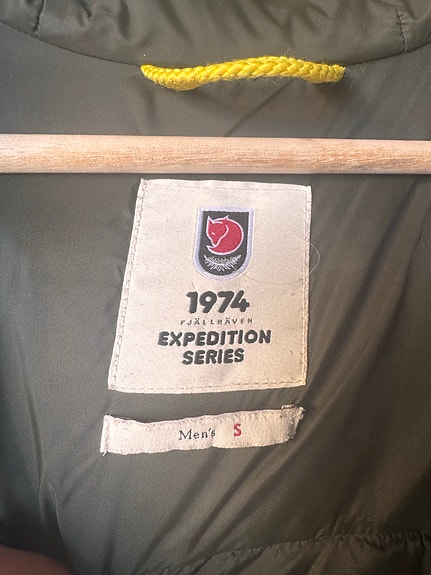 1974
FJÄLLRÄVEN
EXPEDITION
SERIES
Men's S